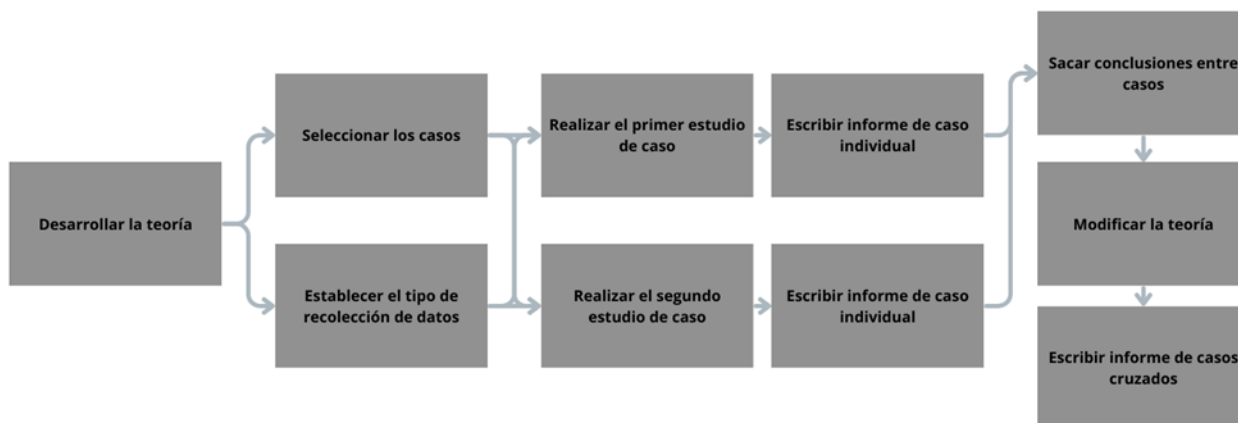 Desarrollar la teoría
Seleccionar los casos
Establecer el tipo de
recolección de datos
Realizar el primer estudio
de caso
Realizar el segundo
estudio de caso
Escribir informe de caso
individual
Escribir informe de caso
individual
Sacar conclusiones entre
casos
Modificar la teoría
Escribir informe de casos
cruzados